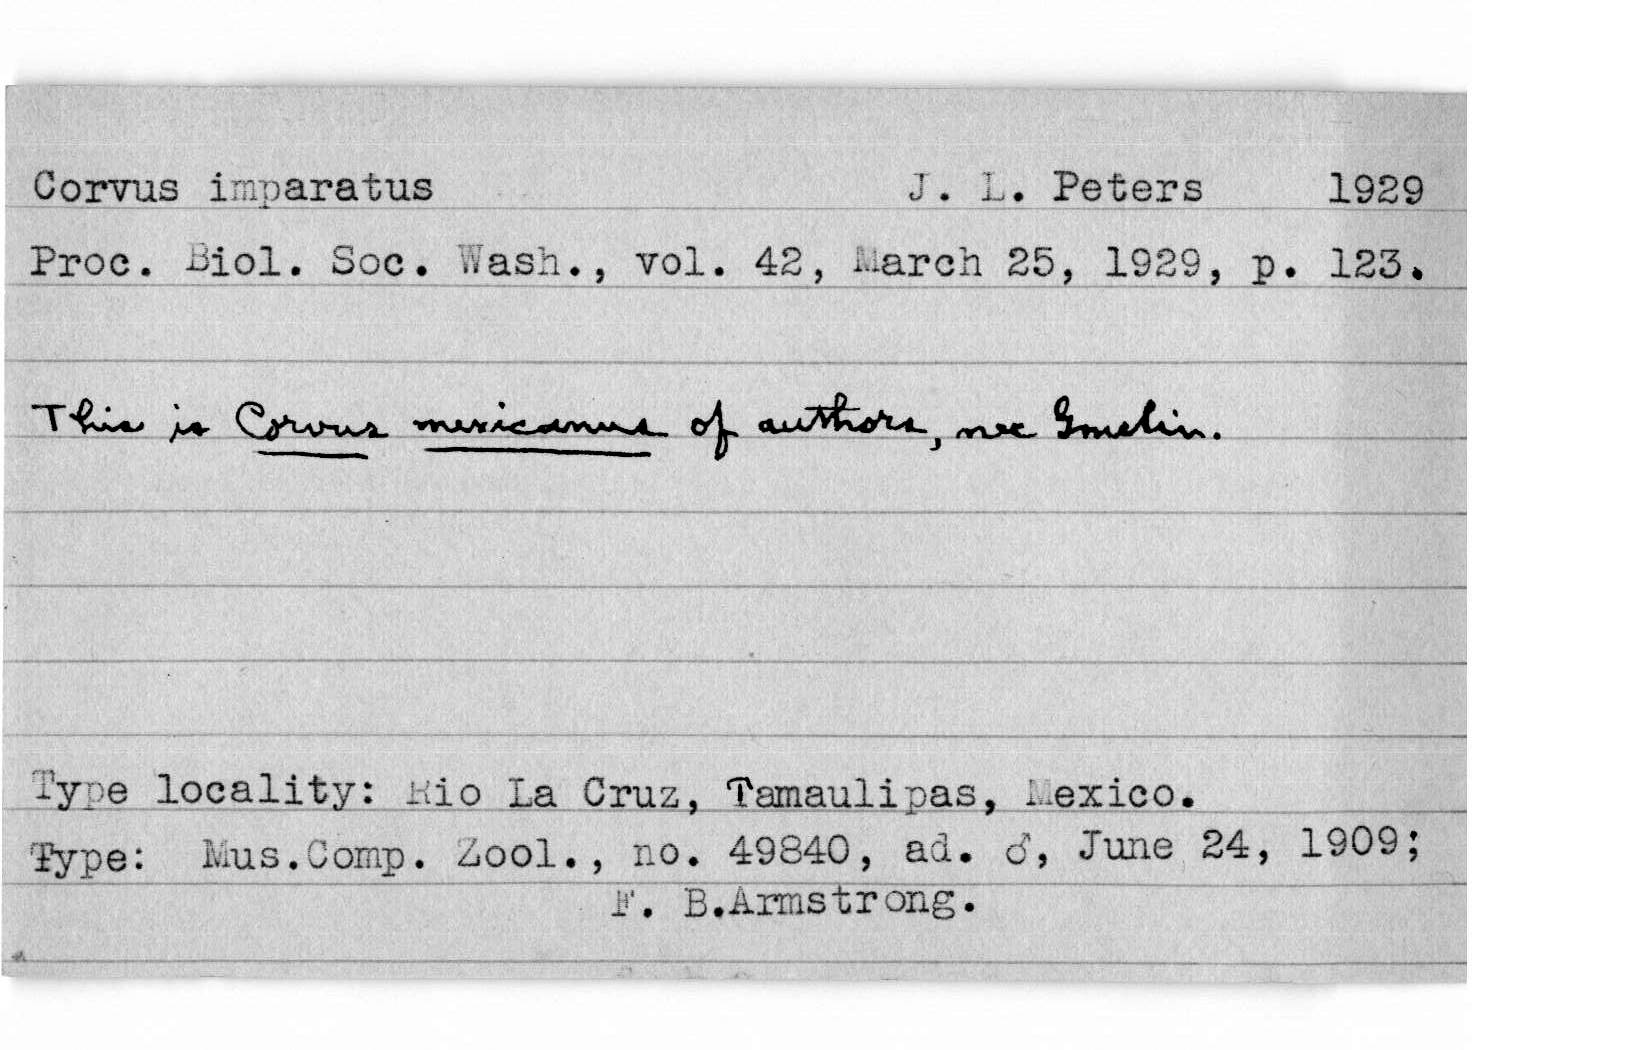 Corvus imparatus J. L. Peters 1929
Proc. Biol. Soc. Wash., vol. 42, March 25, 1929, p. 123.
This is Corvus mexicanus of authors, nec Gmelin.
Type locality: Rio La Cruz, Tamaulipas, Mexico.
Type: Mus.Comp. Zool., no. 49840, ad. ♂, June 24, 1909;
F. B.Armstrong.